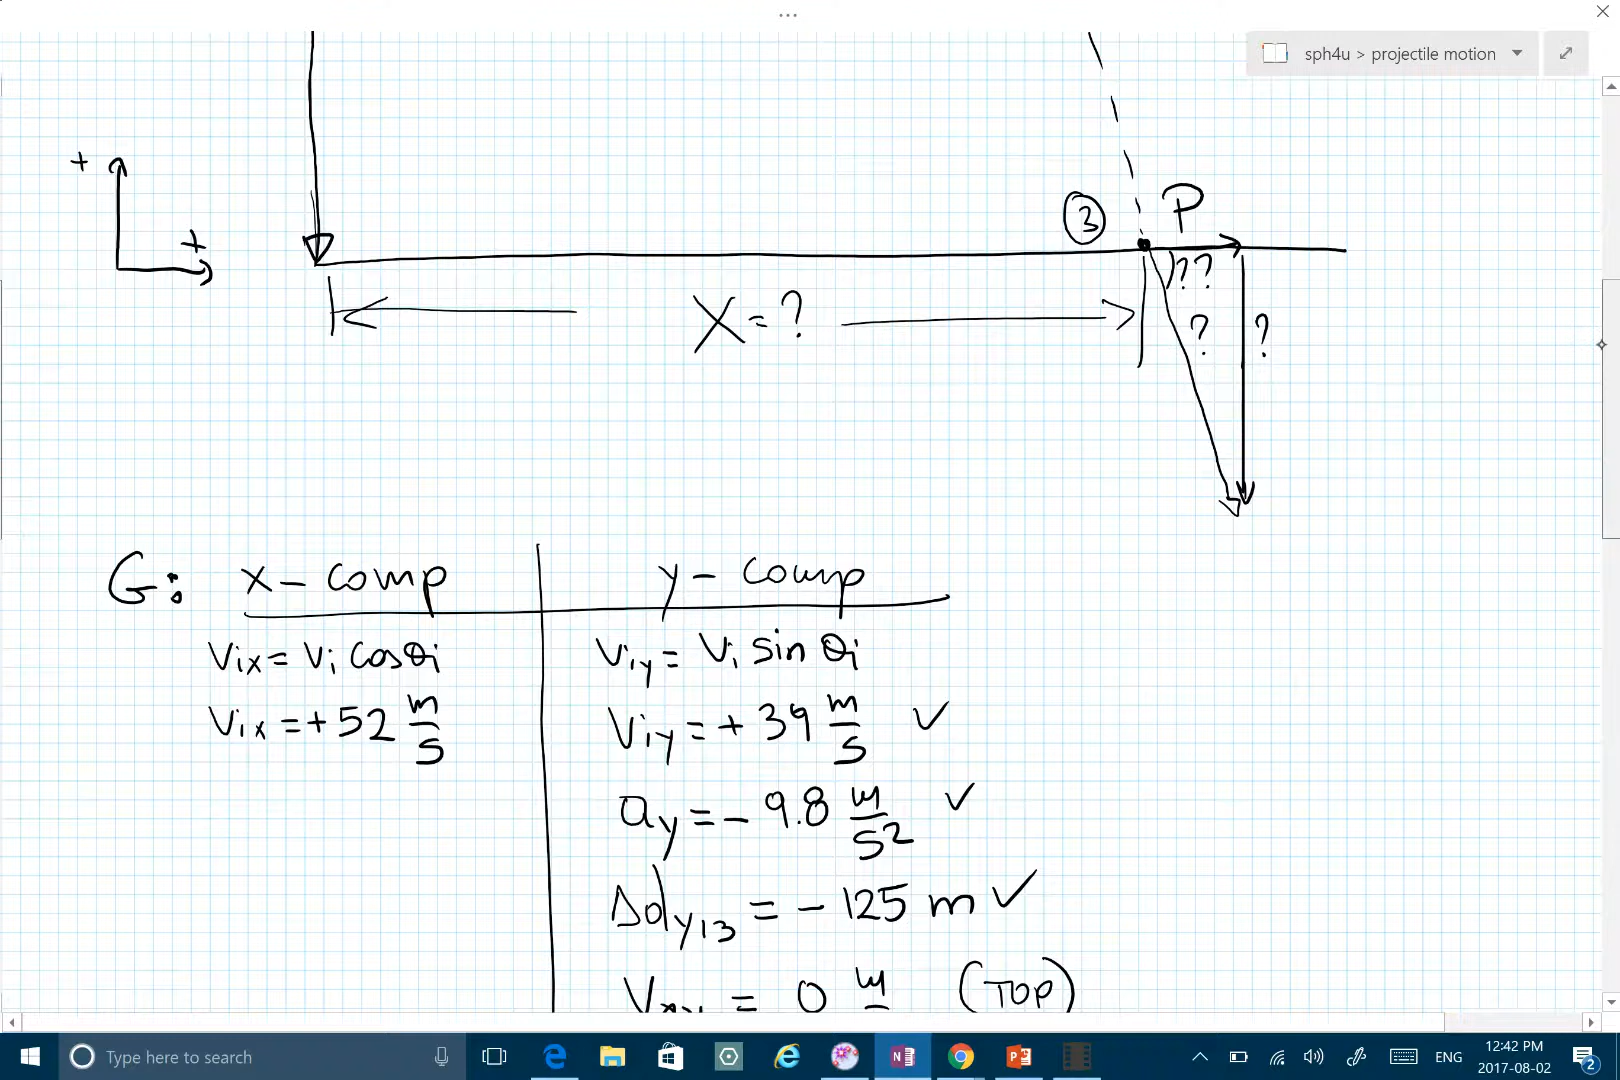 ...
sph4u > projectile motion
+
+
3 P
??
X = ?
? ?
G: x - comp y - comp
Vix = Vi cosθi Viy = Vi sin θi
Vix = + 52 m/s Viy = + 39 m/s ✓
ay = - 9.8 m/s2 ✓
Δdy13 = - 125 m ✓
= 0 m (TOP)
Type here to search
ENG
12:42 PM
2017-08-02
2